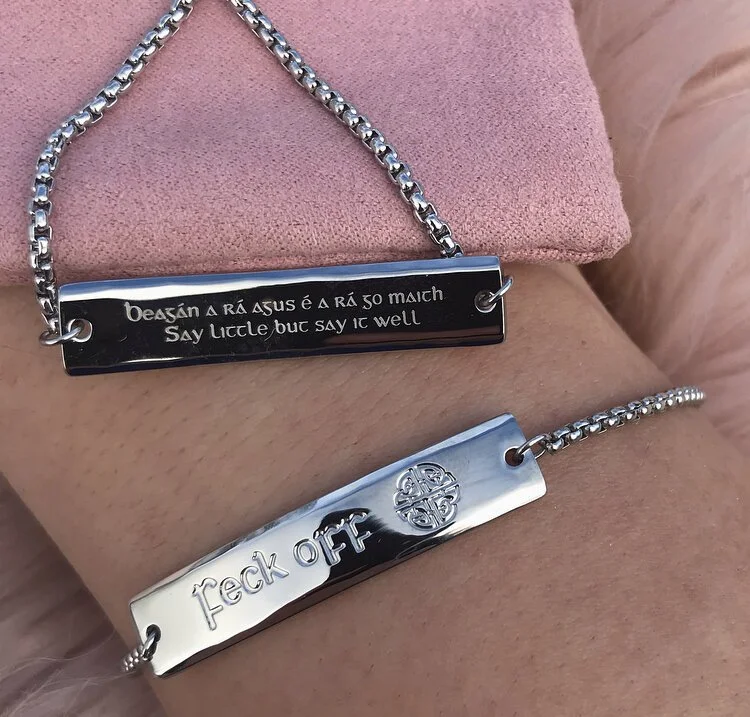 Beagán a rá agus é a rá go maith
Say little but say it well
Feck off